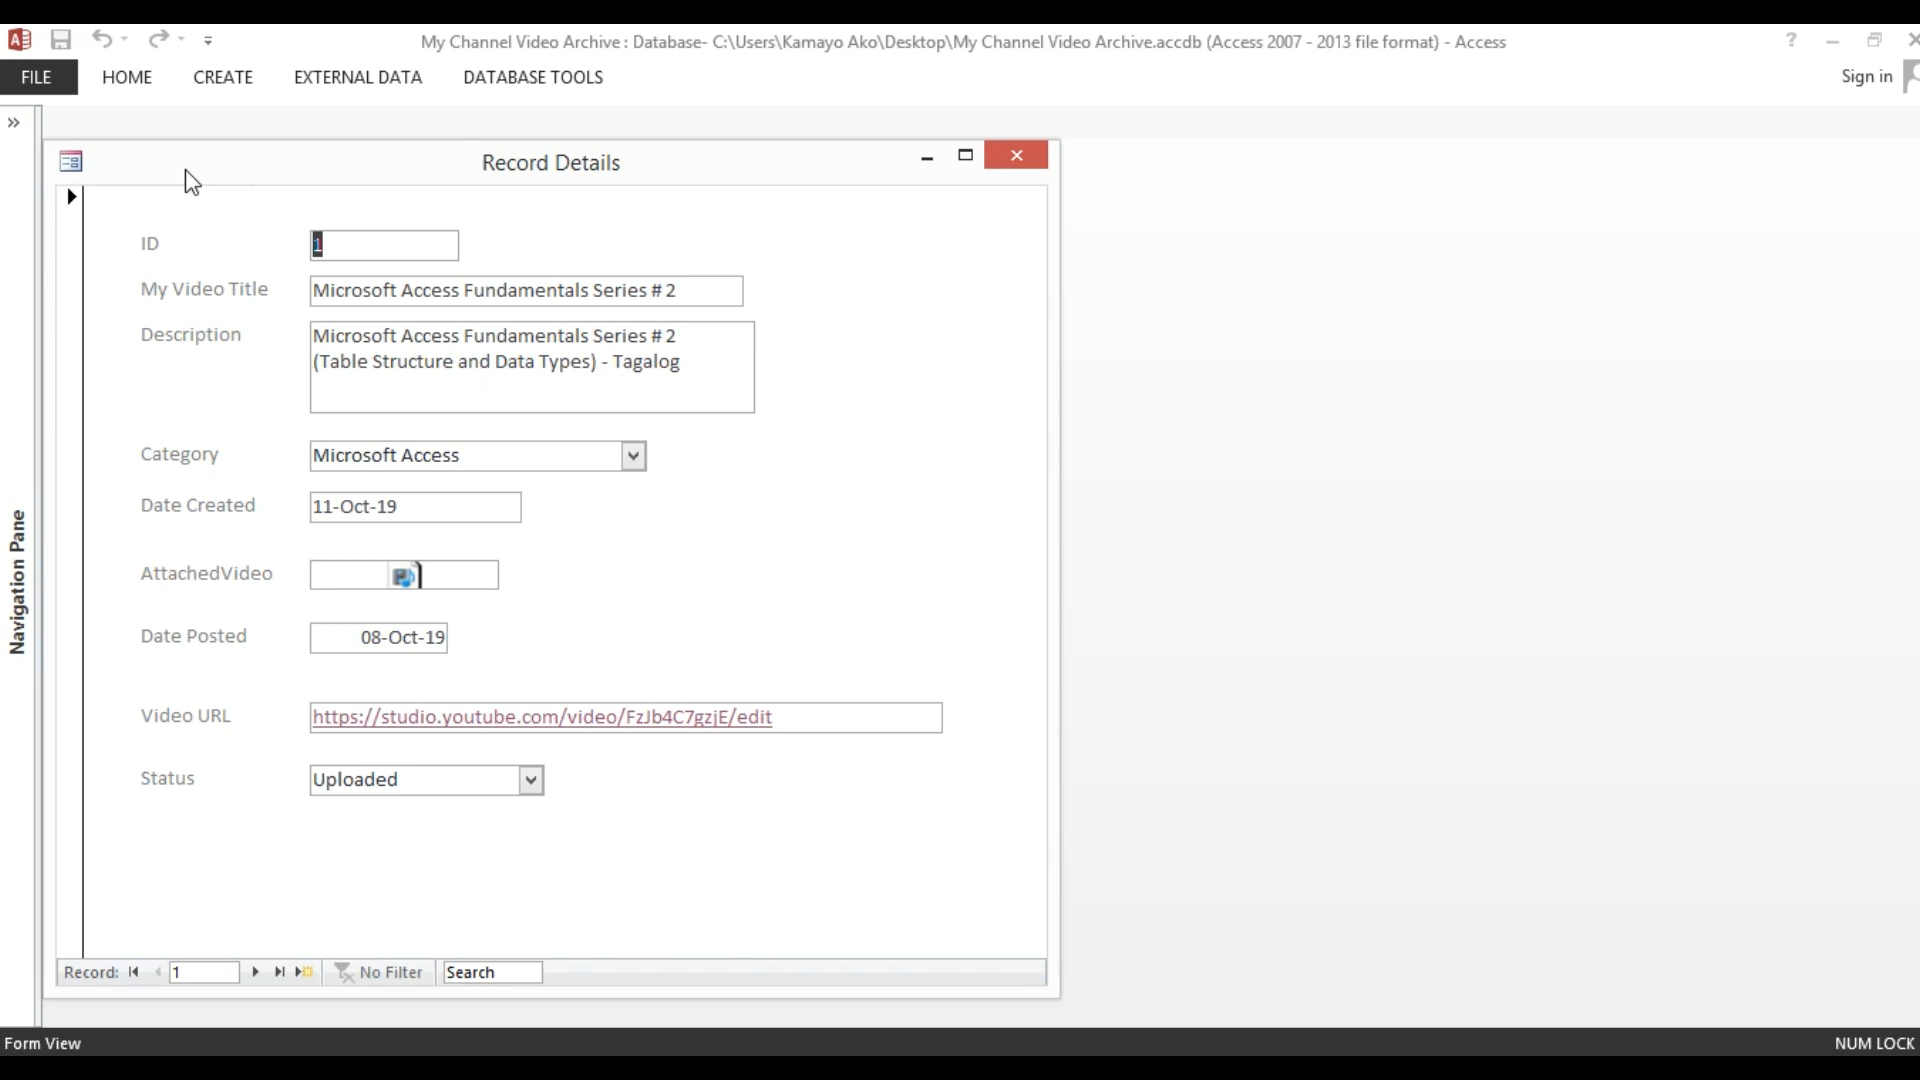 My Channel Video Archive : Database- C:\Users\Kamayo Ako\Desktop\My Channel Video Archive.accdb (Access 2007 - 2013 file format) - Access
FILE HOME CREATE EXTERNAL DATA DATABASE TOOLS
Sign in
Navigation Pane
Record Details
ID 1
My Video Title Microsoft Access Fundamentals Series # 2
Description Microsoft Access Fundamentals Series # 2
(Table Structure and Data Types) - Tagalog
Category Microsoft Access
Date Created 11-Oct-19
AttachedVideo
Date Posted 08-Oct-19
Video URL https://studio.youtube.com/video/FzJb4C7gzjE/edit
Status Uploaded
Record: 1 No Filter Search
Form View NUM LOCK